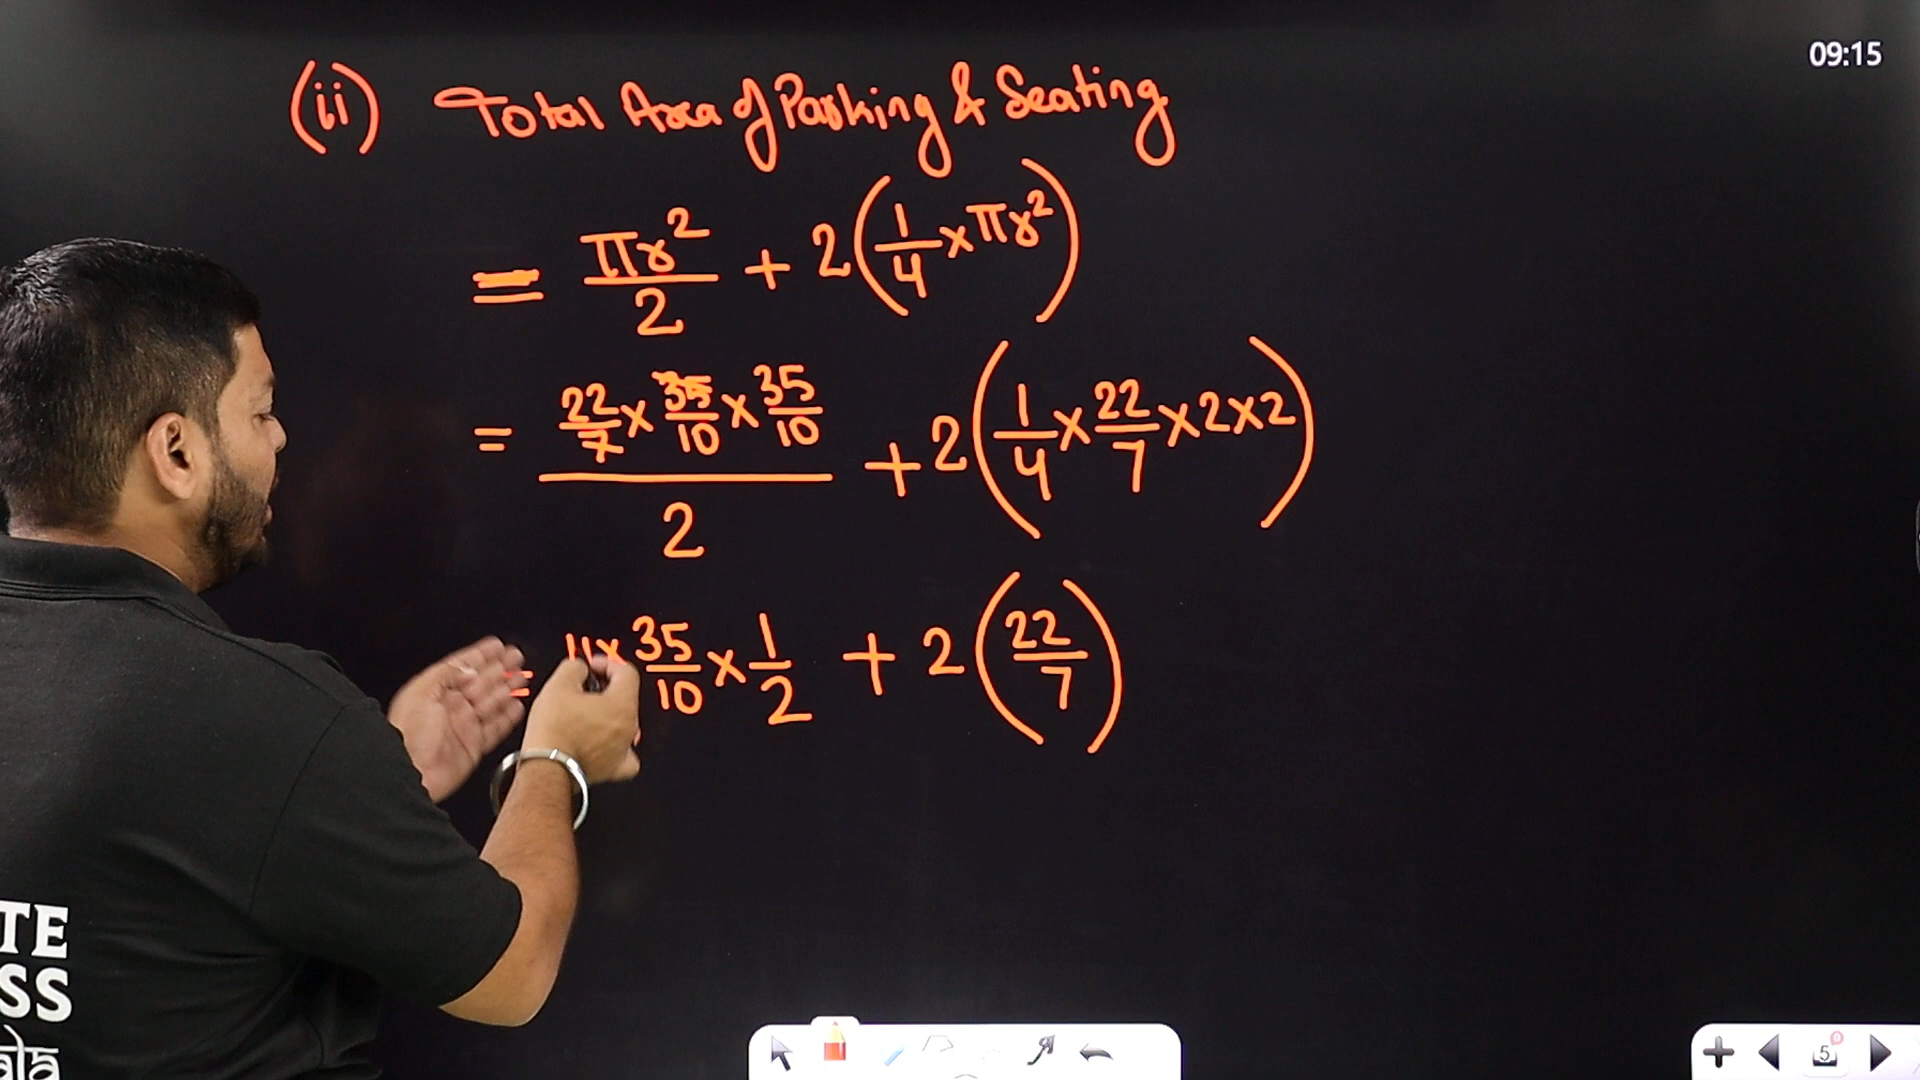 09:15
(ii) Total Area of Parking & Seating
= πr²/2 + 2(1/4 × πr²)
= (22/7 × 35/10 × 35/10)/2 + 2(1/4 × 22/7 × 2 × 2)
= 11 × 35/10 × 1/2 + 2(22/7)
TE
SS
ala
5